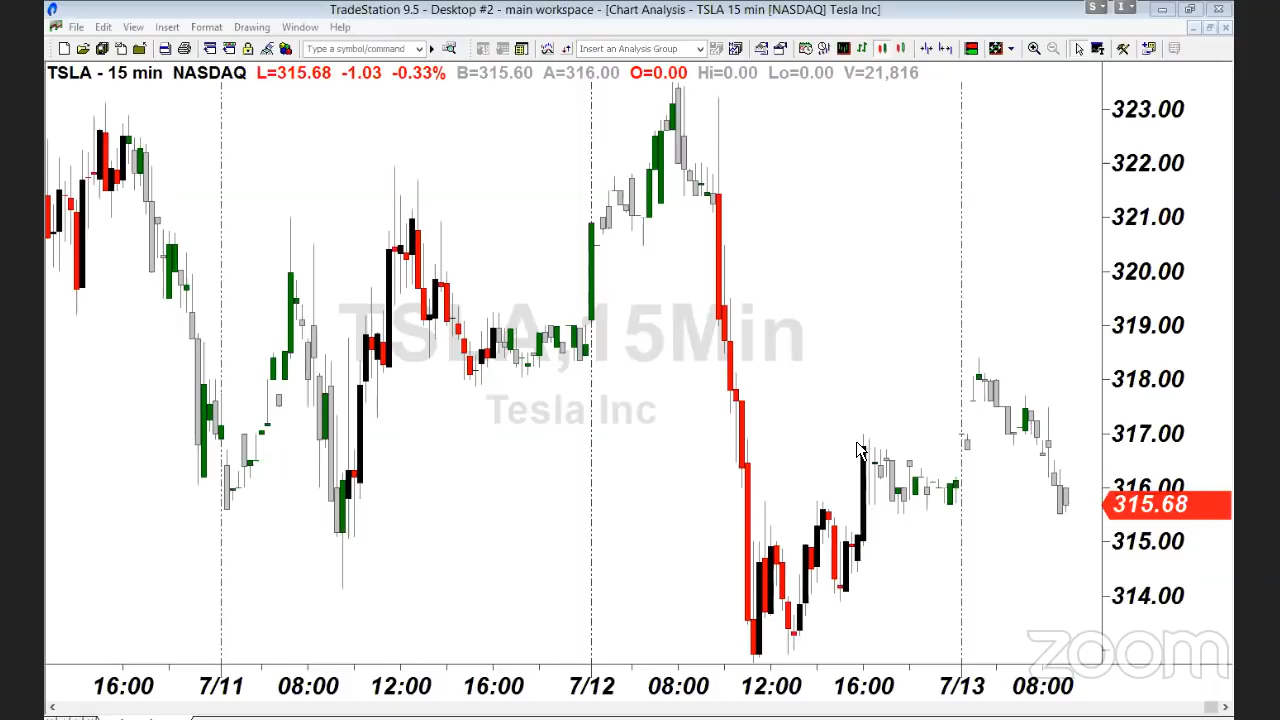 TradeStation 9.5 - Desktop #2 - main workspace - [Chart Analysis - TSLA 15 min [NASDAQ] Tesla Inc]
S I
File Edit View Insert Format Drawing Window Help
Type a symbol/command Insert an Analysis Group
TSLA - 15 min NASDAQ L=315.68 -1.03 -0.33% B=315.60 A=316.00 O=0.00 Hi=0.00 Lo=0.00 V=21,816
323.00
322.00
321.00
320.00
319.00
318.00
317.00
316.00
315.68
315.00
314.00
TSLA,15Min
Tesla Inc
zoom
16:00 7/11 08:00 12:00 16:00 7/12 08:00 12:00 16:00 7/13 08:00